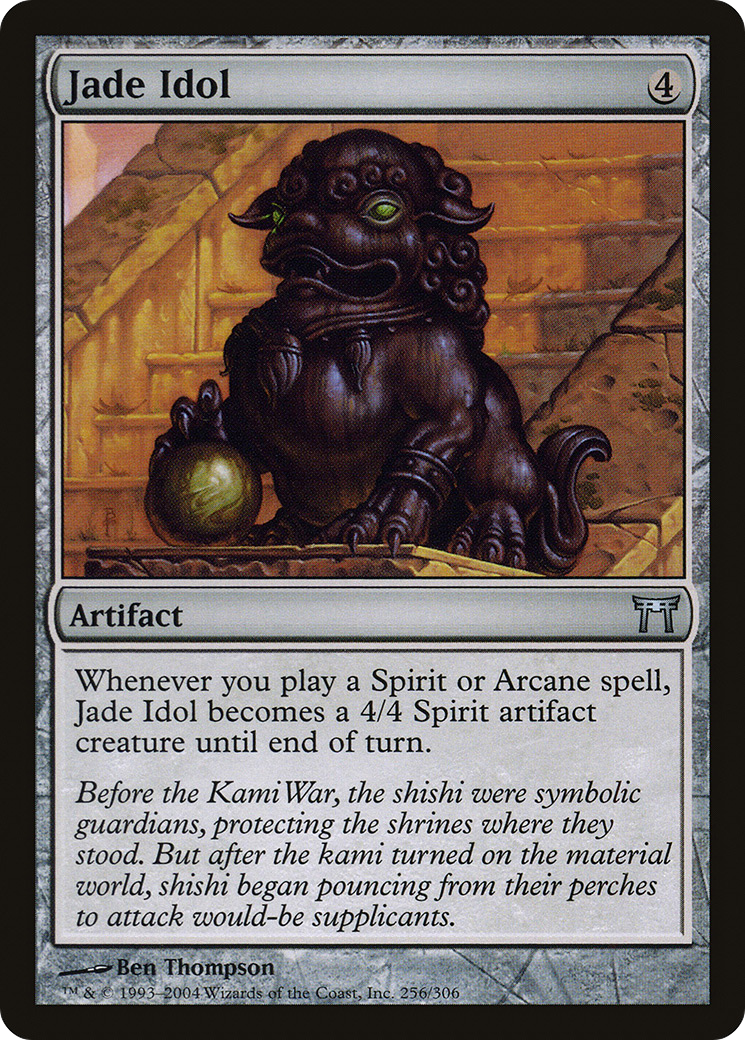 Jade Idol
4
Artifact
Whenever you play a Spirit or Arcane spell,
Jade Idol becomes a 4/4 Spirit artifact
creature until end of turn.
Before the Kami War, the shishi were symbolic
guardians, protecting the shrines where they
stood. But after the kami turned on the material
world, shishi began pouncing from their perches
to attack would-be supplicants.
Ben Thompson
™ & © 1993–2004 Wizards of the Coast, Inc. 256/306